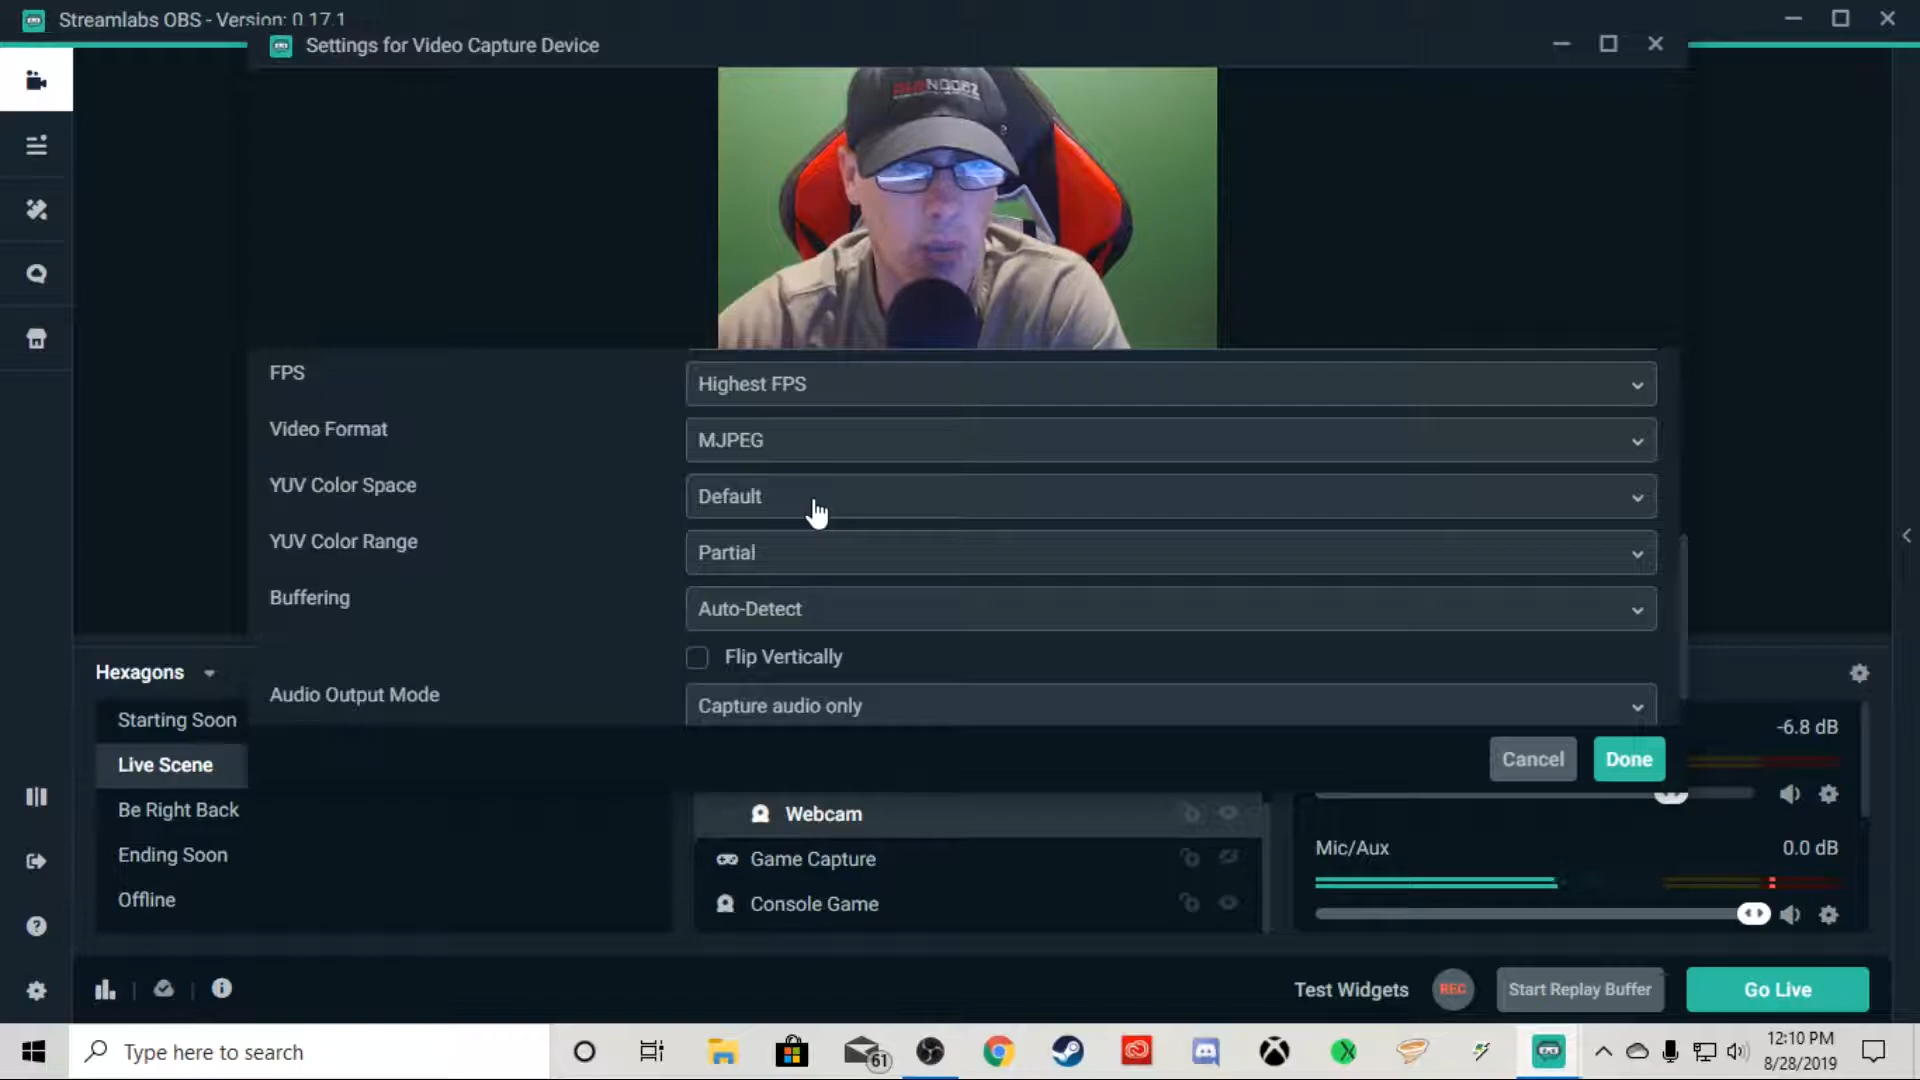 Streamlabs OBS - Version: 0.17.1
Settings for Video Capture Device
NOOBZ
FPS
Highest FPS
Video Format
MJPEG
YUV Color Space
Default
YUV Color Range
Partial
Buffering
Auto-Detect
Flip Vertically
Audio Output Mode
Capture audio only
Cancel
Done
Hexagons
Starting Soon
Live Scene
Be Right Back
Ending Soon
Offline
Webcam
Game Capture
Console Game
-6.8 dB
Mic/Aux
0.0 dB
Test Widgets
REC
Start Replay Buffer
Go Live
Type here to search
61
12:10 PM
8/28/2019